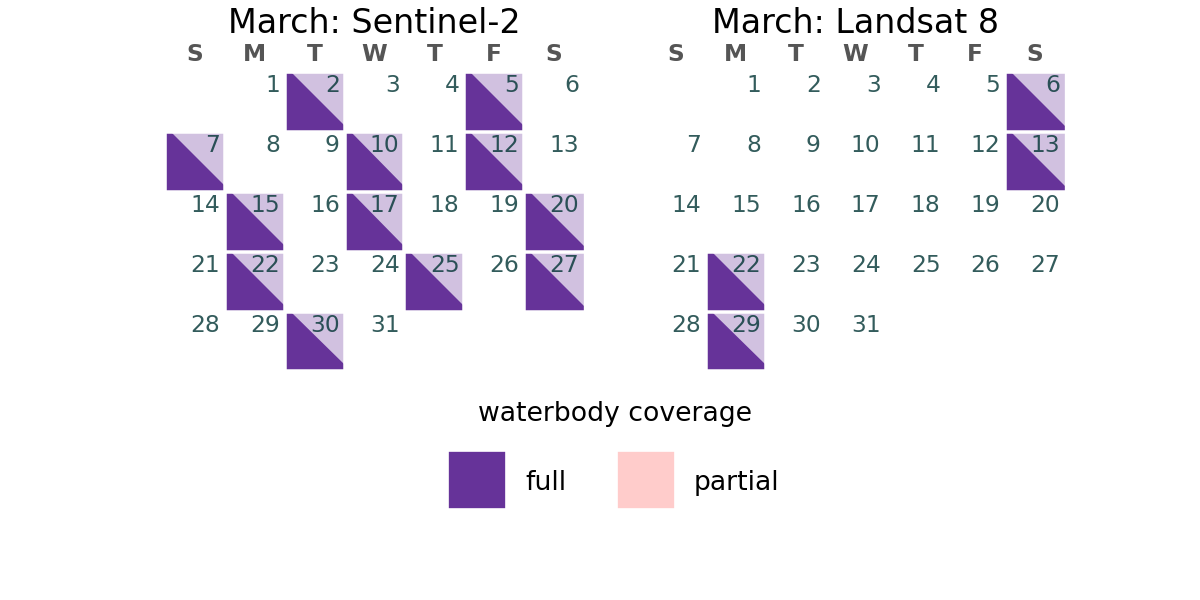 March: Sentinel-2
S M T W T F S
1 2 3 4 5 6
7 8 9 10 11 12 13
14 15 16 17 18 19 20
21 22 23 24 25 26 27
28 29 30 31
March: Landsat 8
S M T W T F S
1 2 3 4 5 6
7 8 9 10 11 12 13
14 15 16 17 18 19 20
21 22 23 24 25 26 27
28 29 30 31
waterbody coverage
full partial